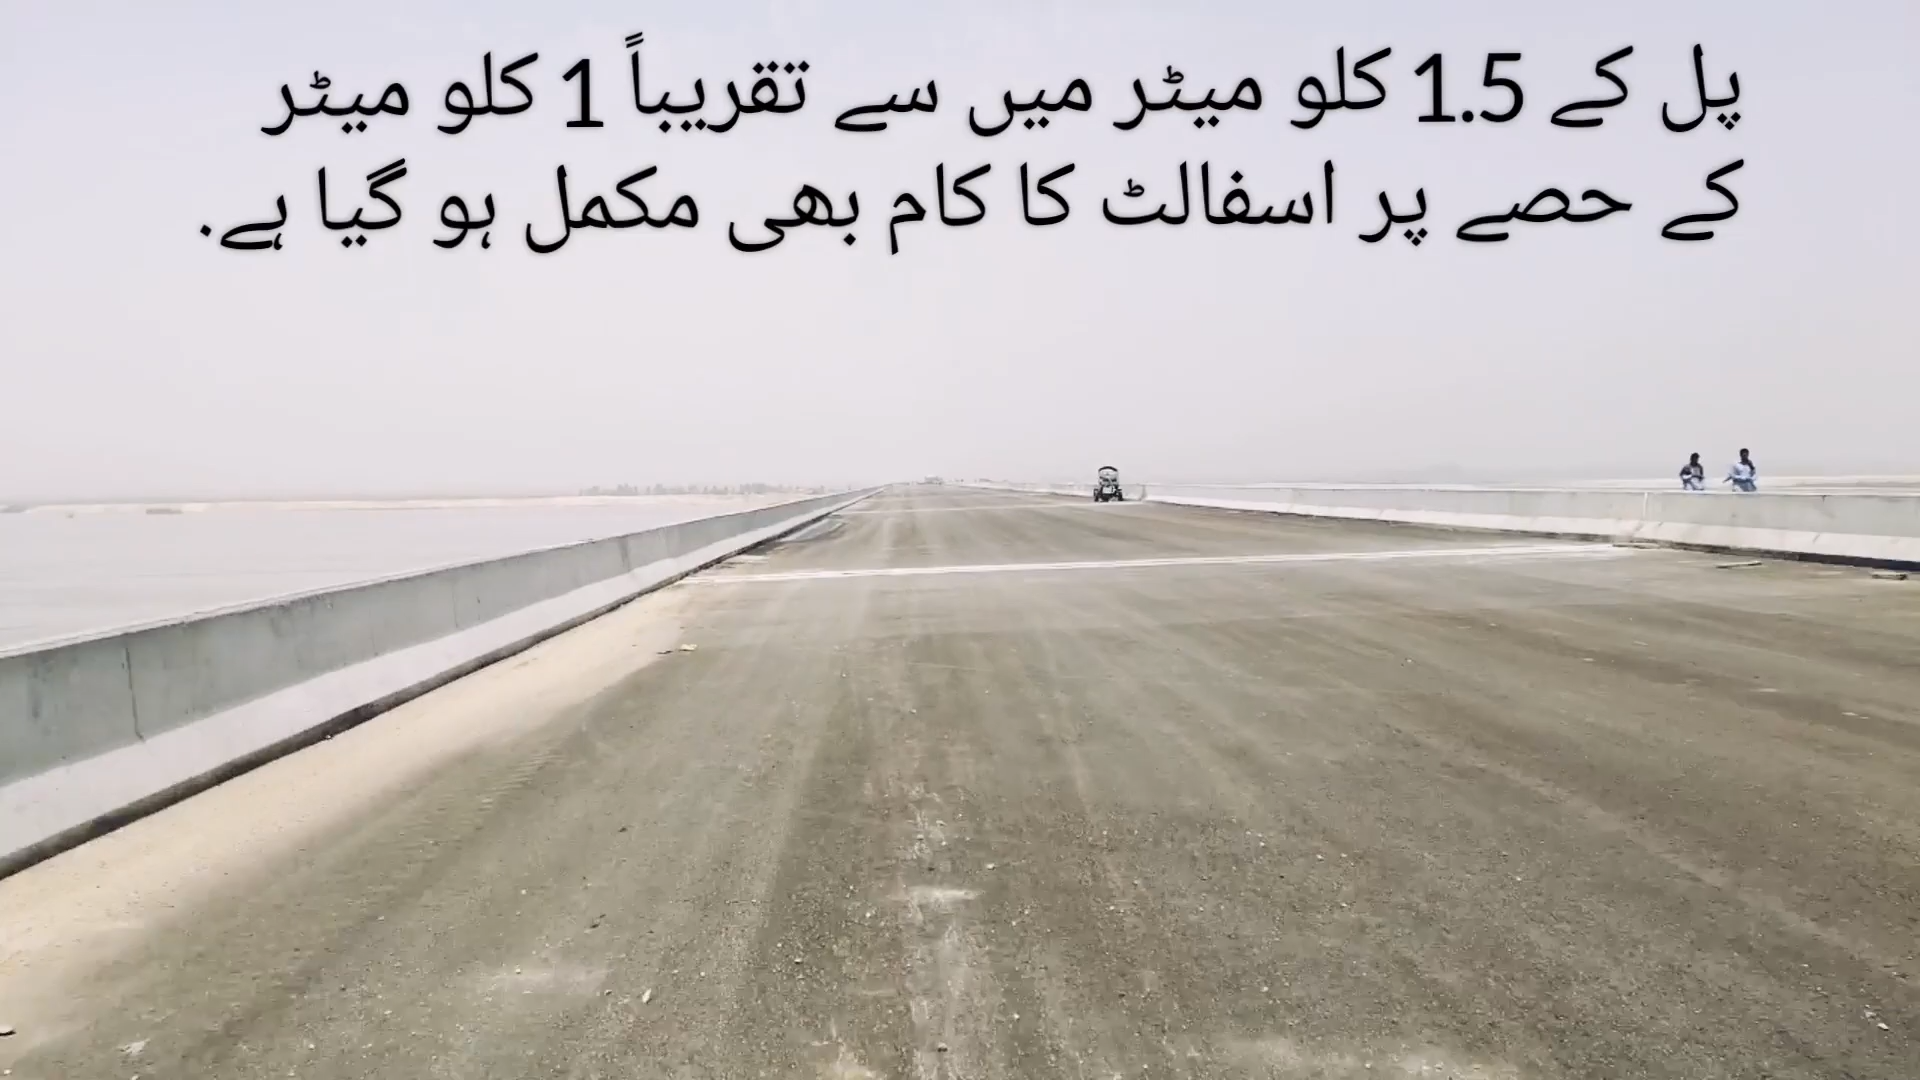 پل کے 1.5 کلو میٹر میں سے تقریباً 1 کلو میٹر
کے حصے پر اسفالٹ کا کام بھی مکمل ہو گیا ہے.